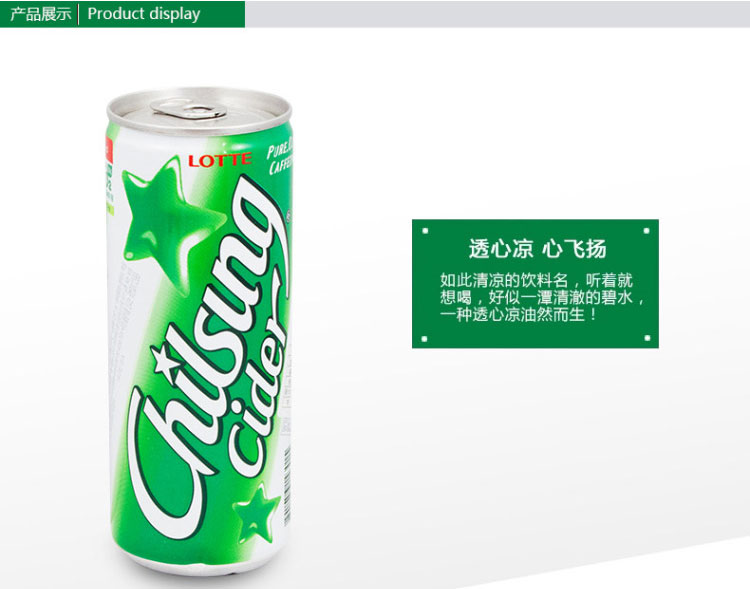 产品展示 Product display
LOTTE
PURE
CAFFE
Chilsung
Cider
透心凉 心飞扬
如此清凉的饮料名，听着就
想喝，好似一潭清澈的碧水，
一种透心凉油然而生！